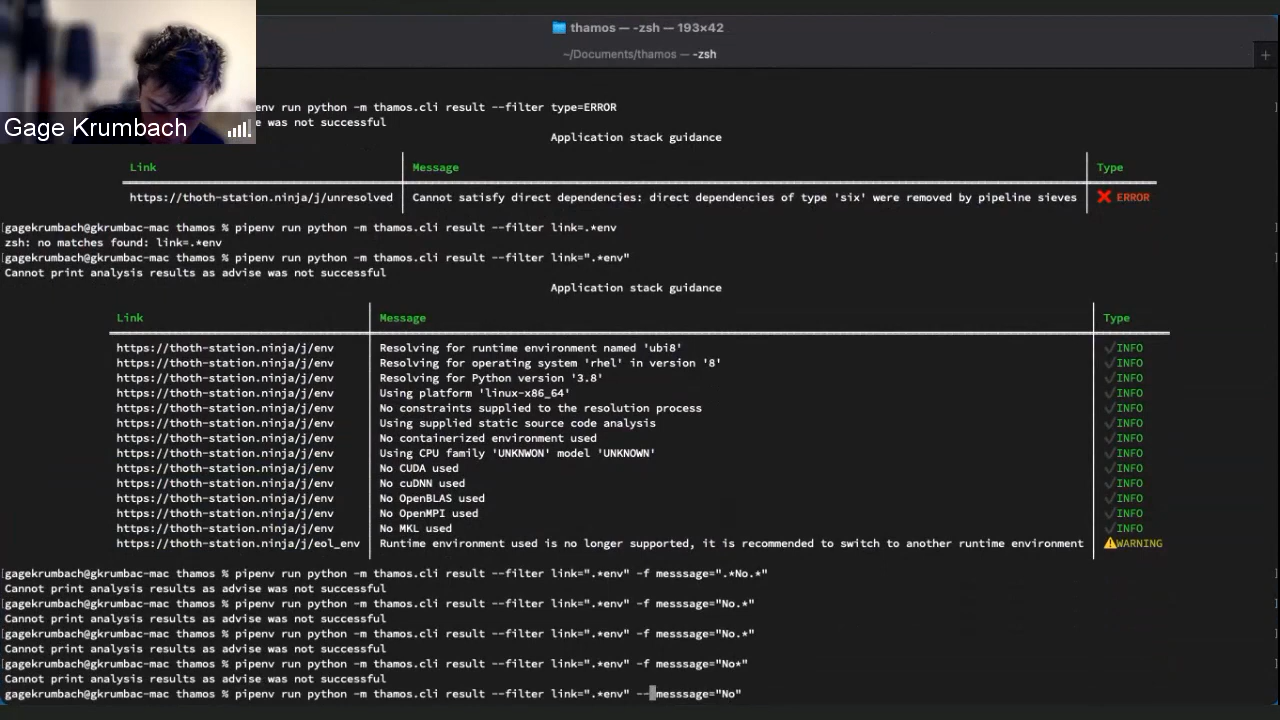 thamos — -zsh — 193×42
~/Documents/thamos — -zsh
Gage Krumbach
env run python -m thamos.cli result --filter type=ERROR
e was not successful
Application stack guidance
Link Message Type
https://thoth-station.ninja/j/unresolved Cannot satisfy direct dependencies: direct dependencies of type 'six' were removed by pipeline sieves ❌ ERROR
[gagekrumbach@gkrumbac-mac thamos % pipenv run python -m thamos.cli result --filter link=.*env ]
zsh: no matches found: link=.*env
[gagekrumbach@gkrumbac-mac thamos % pipenv run python -m thamos.cli result --filter link=".*env" ]
Cannot print analysis results as advise was not successful
Application stack guidance
Link Message Type
https://thoth-station.ninja/j/env Resolving for runtime environment named 'ubi8' ✔INFO
https://thoth-station.ninja/j/env Resolving for operating system 'rhel' in version '8' ✔INFO
https://thoth-station.ninja/j/env Resolving for Python version '3.8' ✔INFO
https://thoth-station.ninja/j/env Using platform 'linux-x86_64' ✔INFO
https://thoth-station.ninja/j/env No constraints supplied to the resolution process ✔INFO
https://thoth-station.ninja/j/env Using supplied static source code analysis ✔INFO
https://thoth-station.ninja/j/env No containerized environment used ✔INFO
https://thoth-station.ninja/j/env Using CPU family 'UNKNWON' model 'UNKNOWN' ✔INFO
https://thoth-station.ninja/j/env No CUDA used ✔INFO
https://thoth-station.ninja/j/env No cuDNN used ✔INFO
https://thoth-station.ninja/j/env No OpenBLAS used ✔INFO
https://thoth-station.ninja/j/env No OpenMPI used ✔INFO
https://thoth-station.ninja/j/env No MKL used ✔INFO
https://thoth-station.ninja/j/eol_env Runtime environment used is no longer supported, it is recommended to switch to another runtime environment ⚠WARNING
[gagekrumbach@gkrumbac-mac thamos % pipenv run python -m thamos.cli result --filter link=".*env" -f messsage=".*No.*" ]
Cannot print analysis results as advise was not successful
[gagekrumbach@gkrumbac-mac thamos % pipenv run python -m thamos.cli result --filter link=".*env" -f messsage="No.*" ]
Cannot print analysis results as advise was not successful
[gagekrumbach@gkrumbac-mac thamos % pipenv run python -m thamos.cli result --filter link=".*env" -f messsage="No.*" ]
Cannot print analysis results as advise was not successful
[gagekrumbach@gkrumbac-mac thamos % pipenv run python -m thamos.cli result --filter link=".*env" -f messsage="No*" ]
Cannot print analysis results as advise was not successful
gagekrumbach@gkrumbac-mac thamos % pipenv run python -m thamos.cli result --filter link=".*env" -- messsage="No"